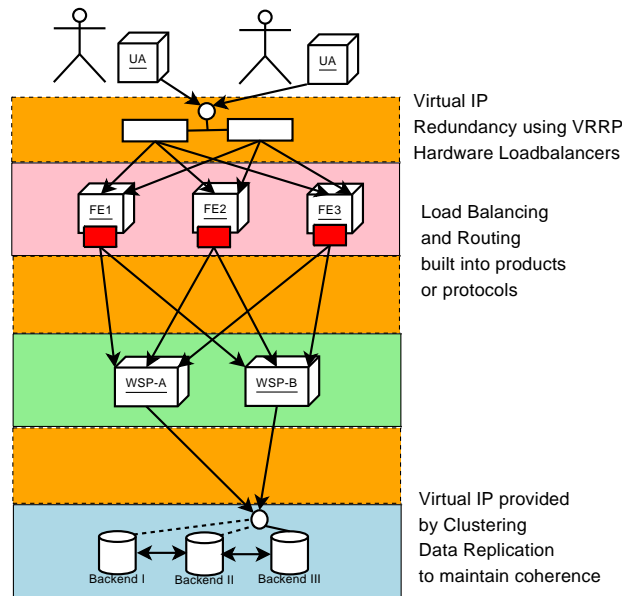 UA
UA
Virtual IP
Redundancy using VRRP
Hardware Loadbalancers
FE1
FE2
FE3
Load Balancing
and Routing
built into products
or protocols
WSP-A
WSP-B
Virtual IP provided
by Clustering
Data Replication
to maintain coherence
Backend I
Backend II
Backend III